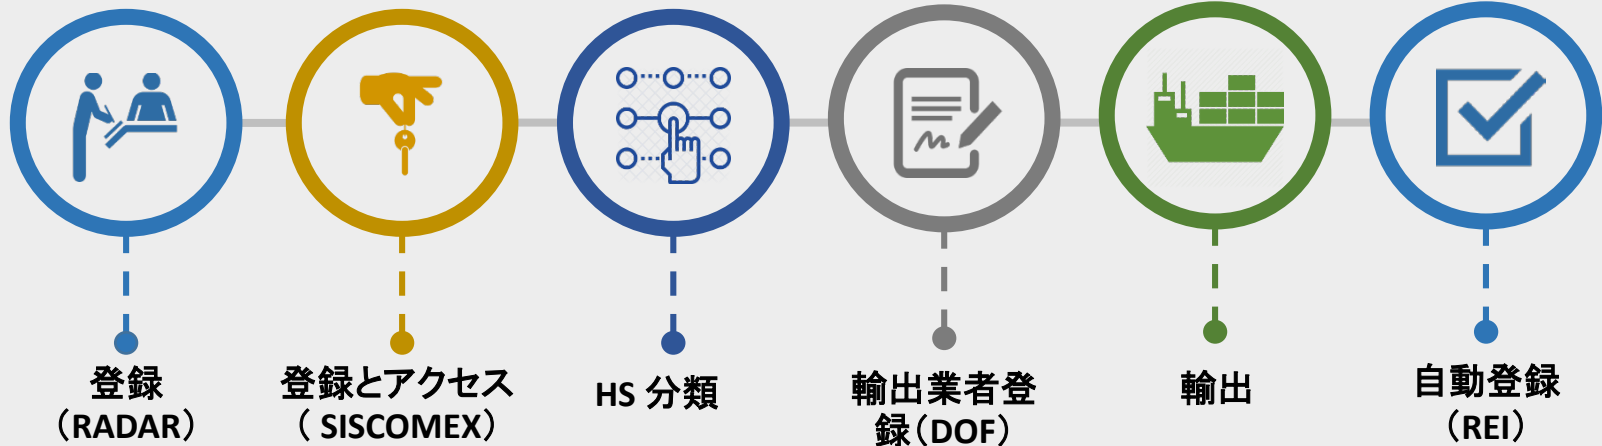 登録
（RADAR）
登録とアクセス
（ SISCOMEX）
HS 分類
輸出業者登
録（DOF）
輸出
自動登録
（REI）